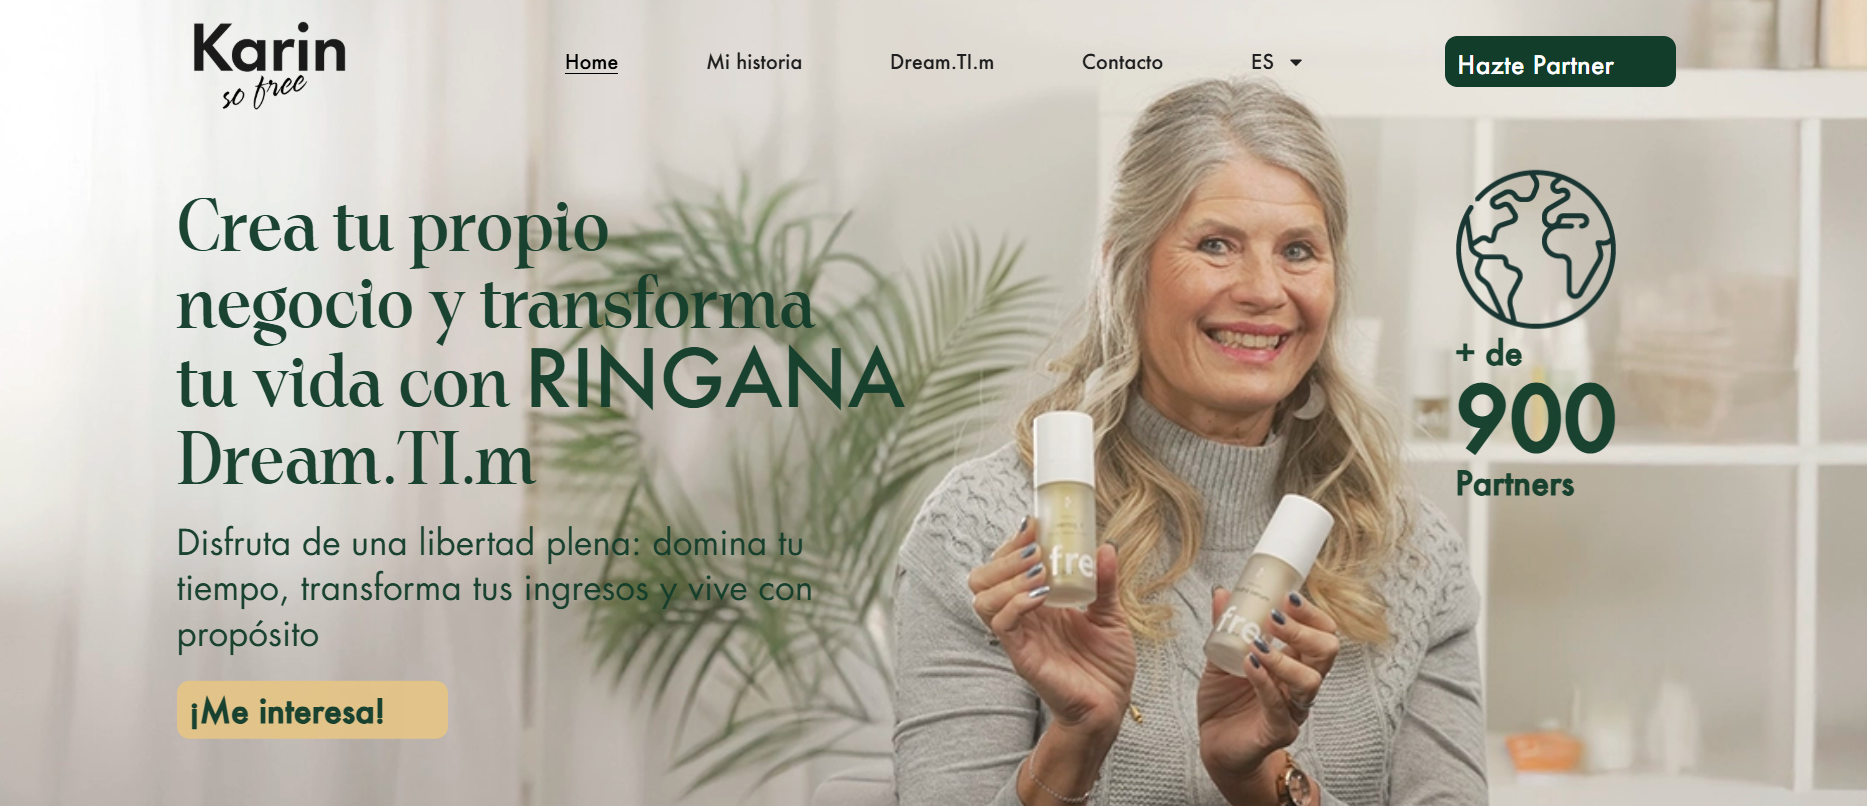 Karin
so free
Home
Mi historia
Dream.TI.m
Contacto
ES
Hazte Partner
Crea tu propio
negocio y transforma
tu vida con RINGANA
Dream.TI.m
Disfruta de una libertad plena: domina tu
tiempo, transforma tus ingresos y vive con
propósito
¡Me interesa!
+ de
900
Partners
fre
fre